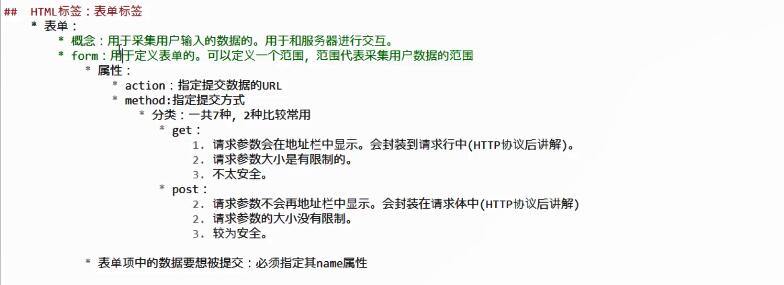 ## HTML标签：表单标签
* 表单：
* 概念：用于采集用户输入的数据的。用于和服务器进行交互。
* form：用于定义表单的。可以定义一个范围，范围代表采集用户数据的范围
* 属性：
* action：指定提交数据的URL
* method:指定提交方式
* 分类：一共7种，2种比较常用
* get：
1. 请求参数会在地址栏中显示。会封装到请求行中(HTTP协议后讲解)。
2. 请求参数大小是有限制的。
3. 不太安全。
* post：
2. 请求参数不会再地址栏中显示。会封装在请求体中(HTTP协议后讲解)
2. 请求参数的大小没有限制。
3. 较为安全。
* 表单项中的数据要想被提交：必须指定其name属性